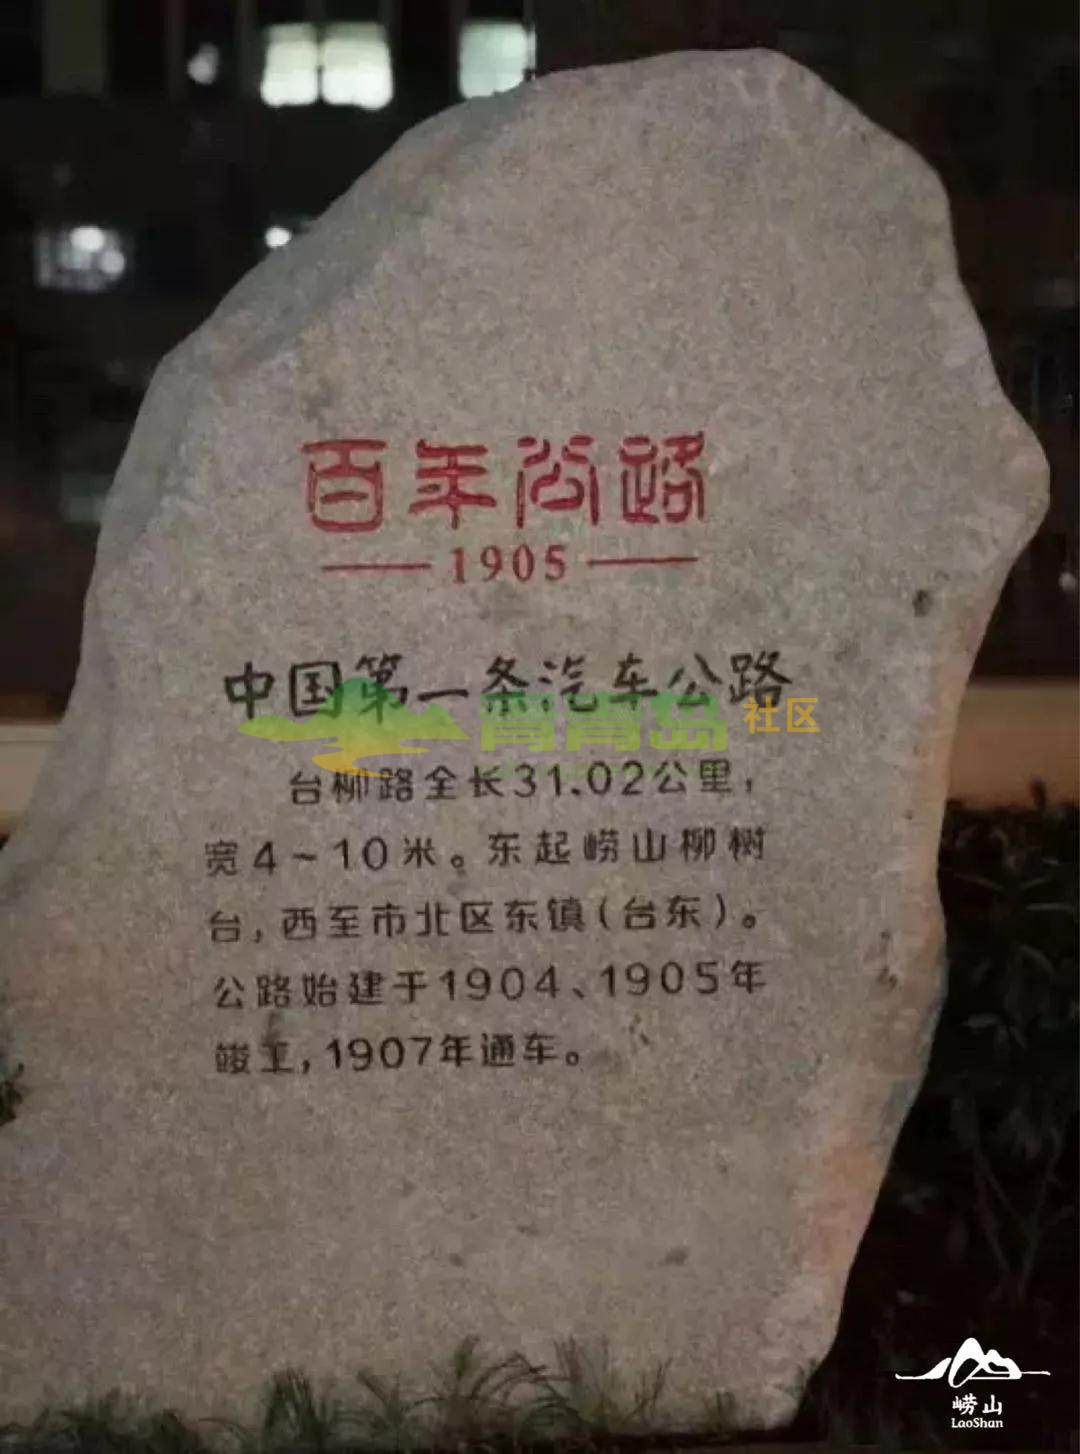 百年公路
1905
中国第一条汽车公路
青青岛社区
台柳路全长31.02公里，
宽4~10米。东起崂山柳树
台，西至市北区东镇（台东）。
公路始建于1904、1905年
竣工，1907年通车。
崂山
LaoShan